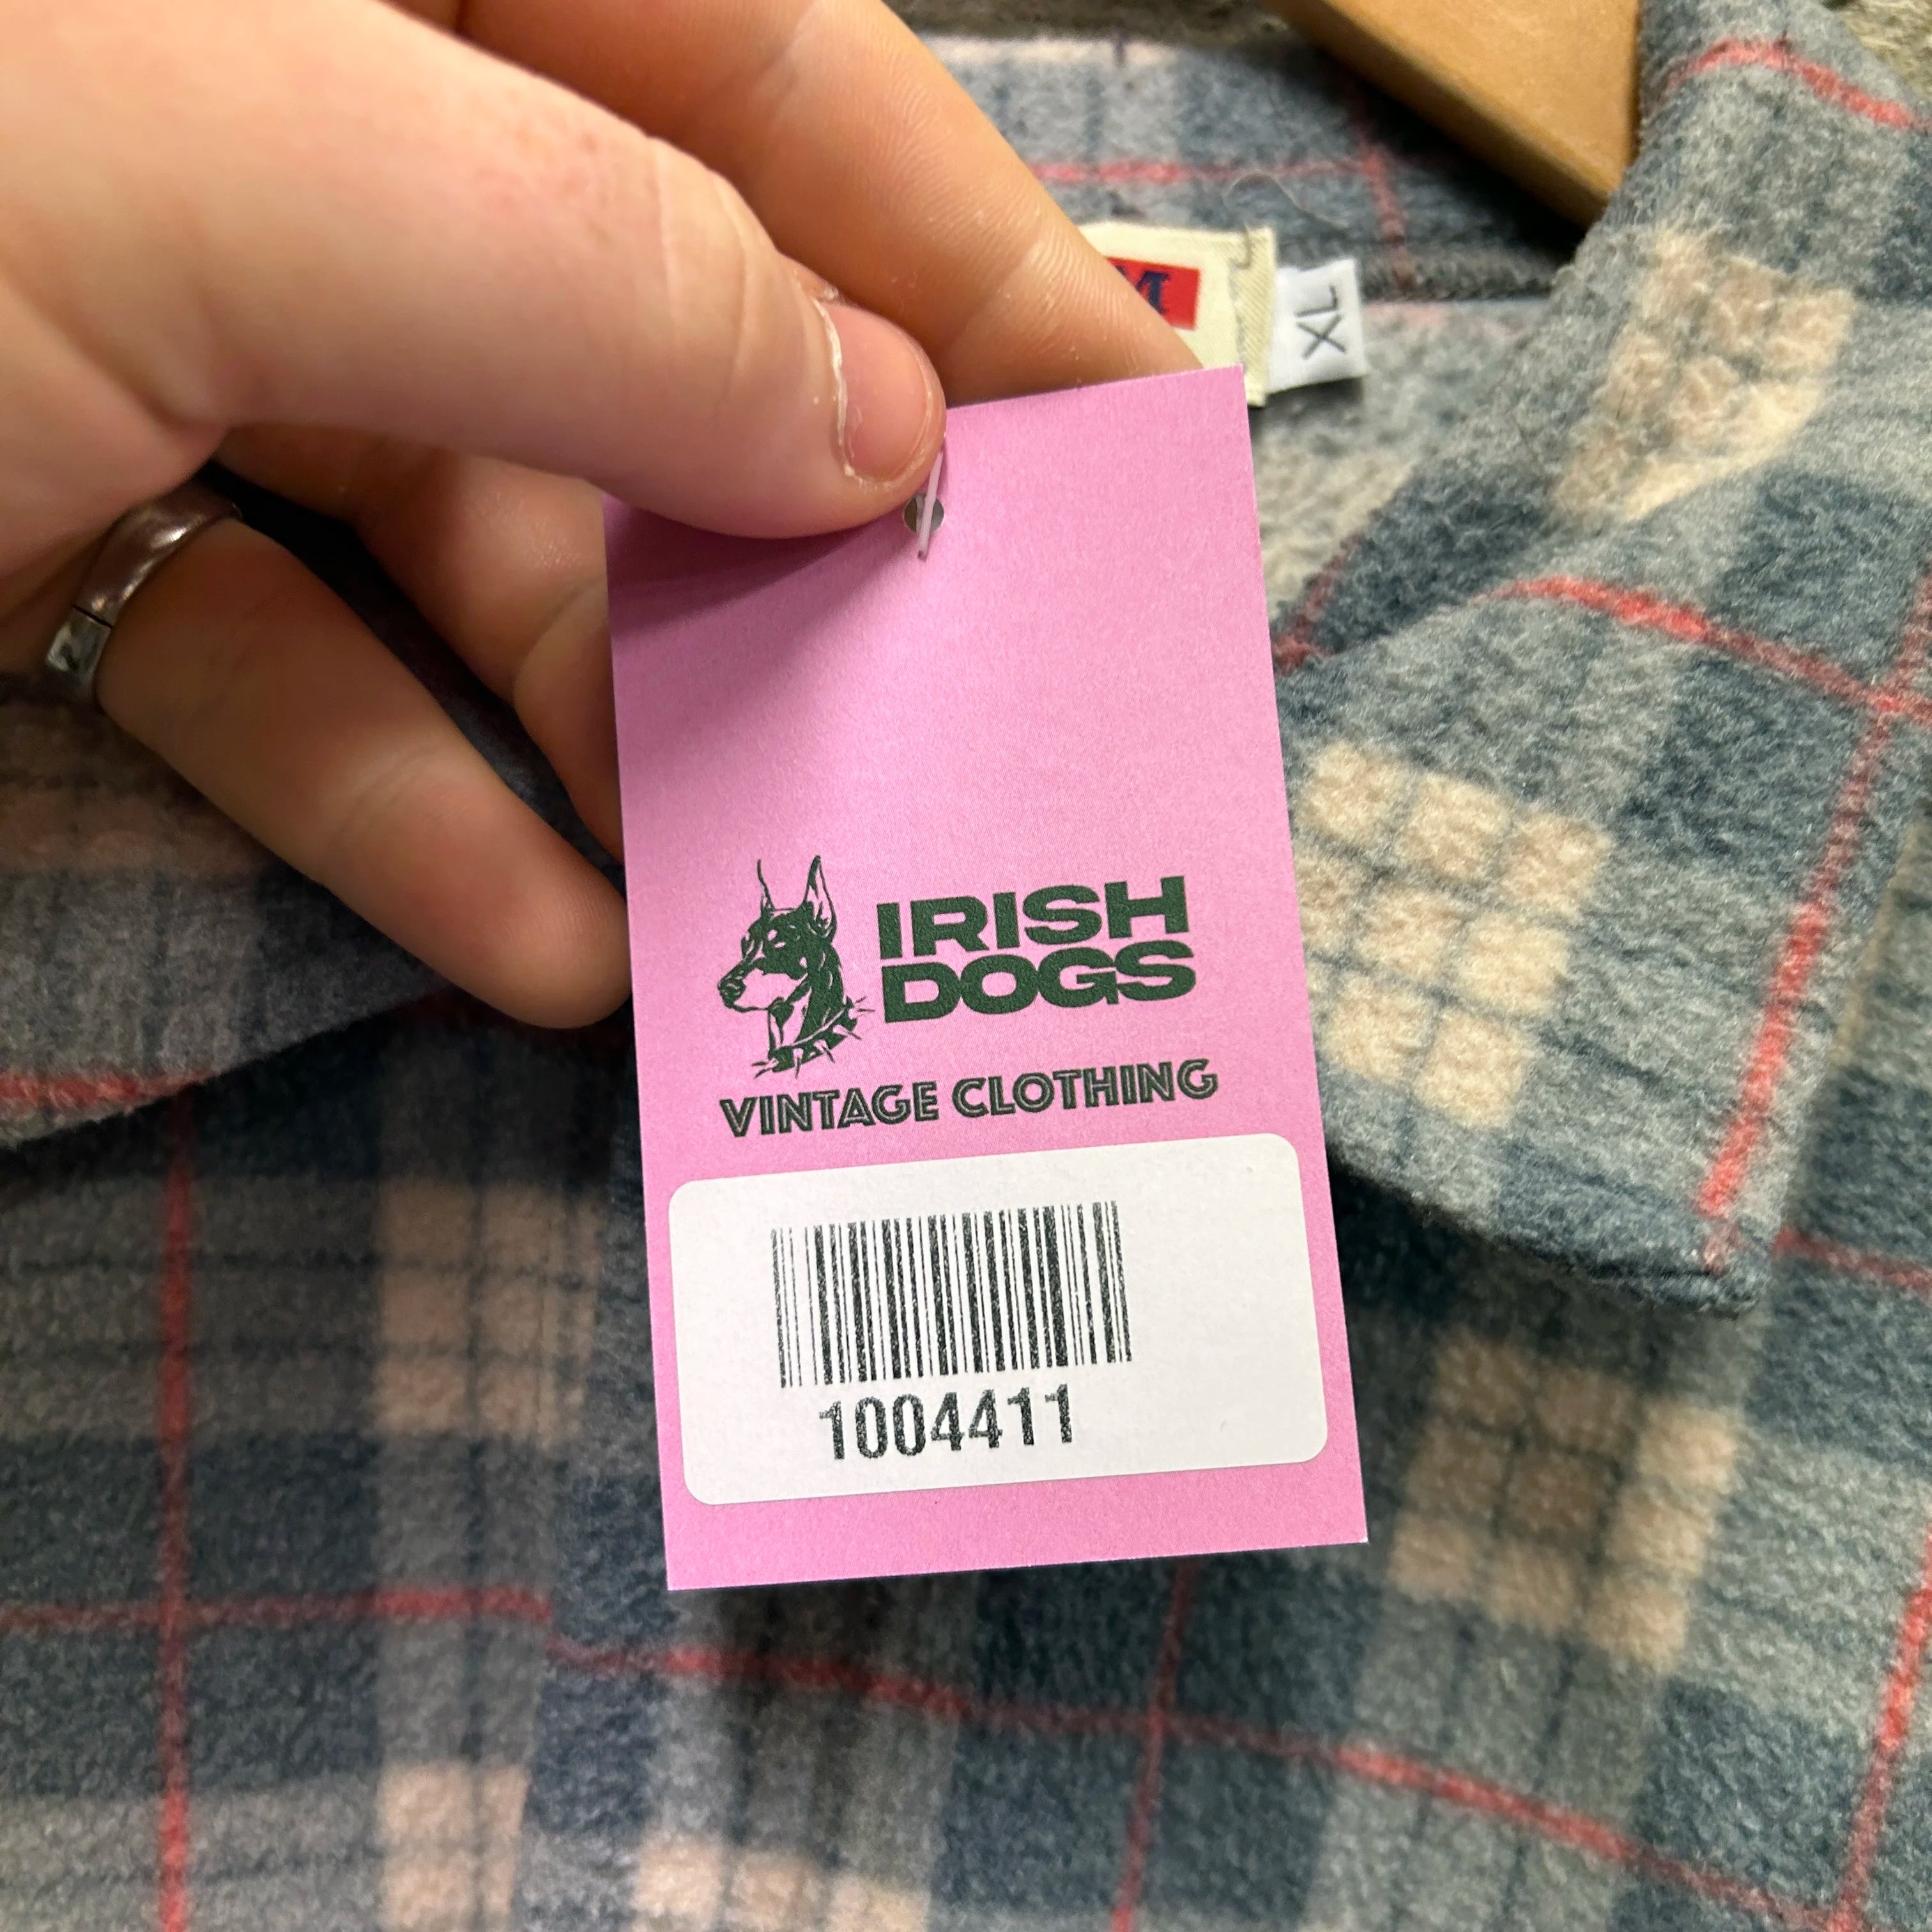 XL
IRISH
DOGS
VINTAGE CLOTHING
1004411